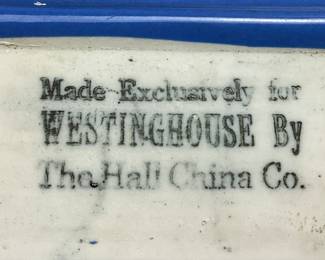 Made Exclusively for
WESTINGHOUSE By
The Hall China Co.